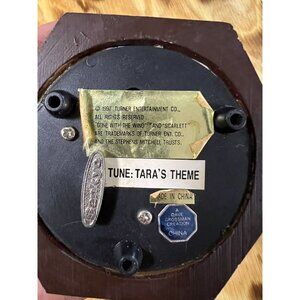 © 1997 TURNER ENTERTAINMENT CO.,
ALL RIGHTS RESERVED
"GONE WITH THE WIND" AND "SCARLETT"
ARE TRADEMARKS OF TURNER ENT. CO.
AND THE STEPHENS MITCHELL TRUSTS.
TUNE: TARA'S THEME
MADE IN CHINA
A
DAVE
GROSSMAN
CREATION
CHINA